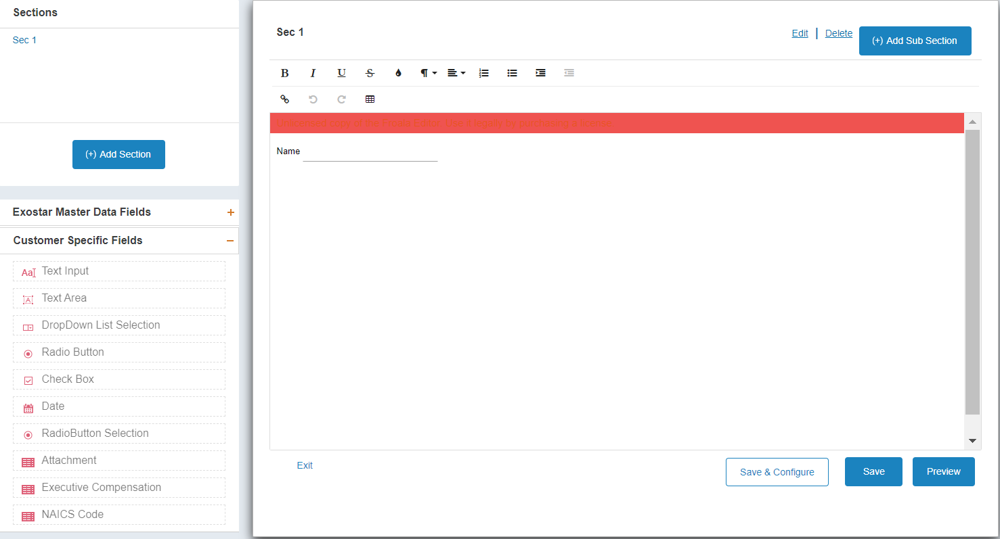 Sections
Sec 1
(+) Add Section
Exostar Master Data Fields
Customer Specific Fields
Aa Text Input
A Text Area
DropDown List Selection
Radio Button
Check Box
Date
RadioButton Selection
Attachment
Executive Compensation
NAICS Code
Sec 1
Edit | Delete
(+) Add Sub Section
B I U S ¶
Unlicensed copy of the Froala Editor. Use it legally by purchasing a license.
Name
Exit
Save & Configure
Save
Preview